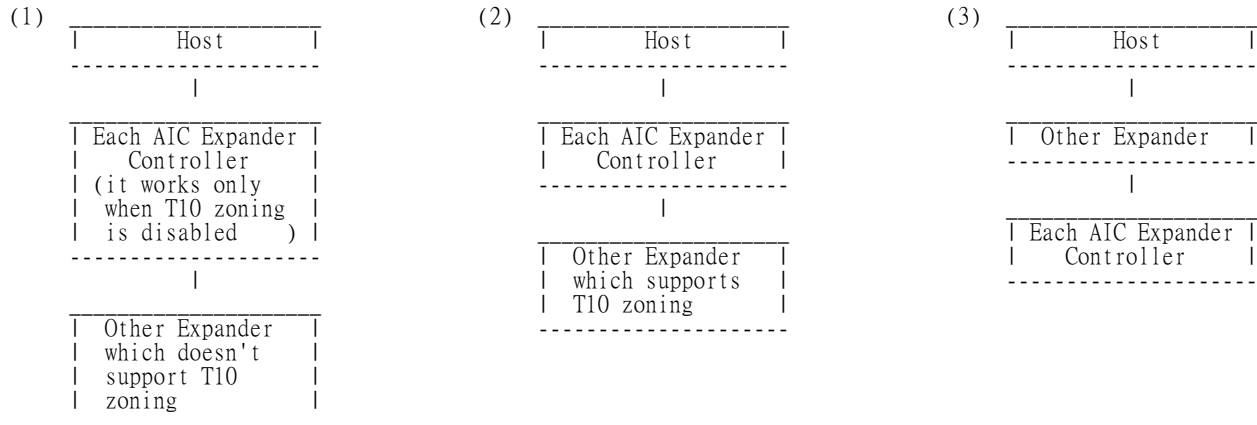 (1)
Host
Each AIC Expander
Controller
(it works only
when T10 zoning
is disabled )
Other Expander
which doesn't
support T10
zoning
(2)
Host
Each AIC Expander
Controller
Other Expander
which supports
T10 zoning
(3)
Host
Other Expander
Each AIC Expander
Controller